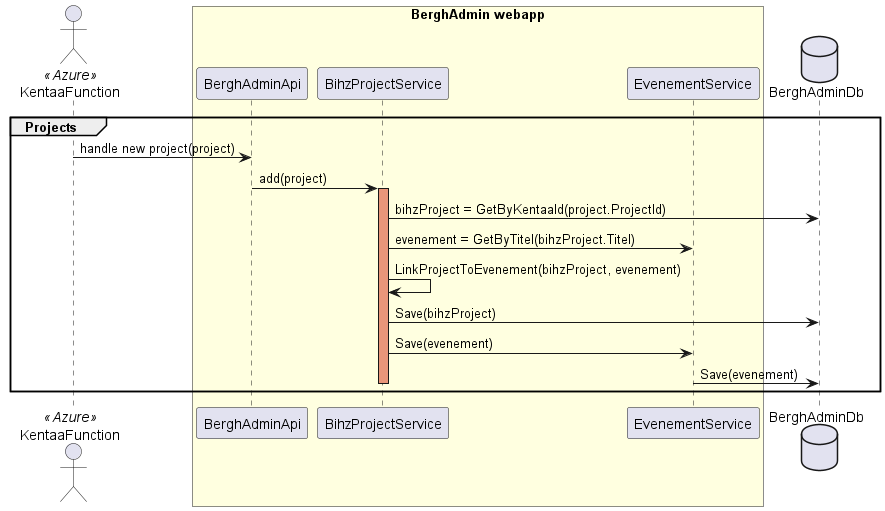 BerghAdmin webapp
«Azure»
KentaaFunction
BerghAdminApi
BihzProjectService
EvenementService
BerghAdminDb
Projects
handle new project(project)
add(project)
bihzProject = GetByKentaaId(project.ProjectId)
evenement = GetByTitel(bihzProject.Titel)
LinkProjectToEvenement(bihzProject, evenement)
Save(bihzProject)
Save(evenement)
Save(evenement)
«Azure»
KentaaFunction
BerghAdminApi
BihzProjectService
EvenementService
BerghAdminDb